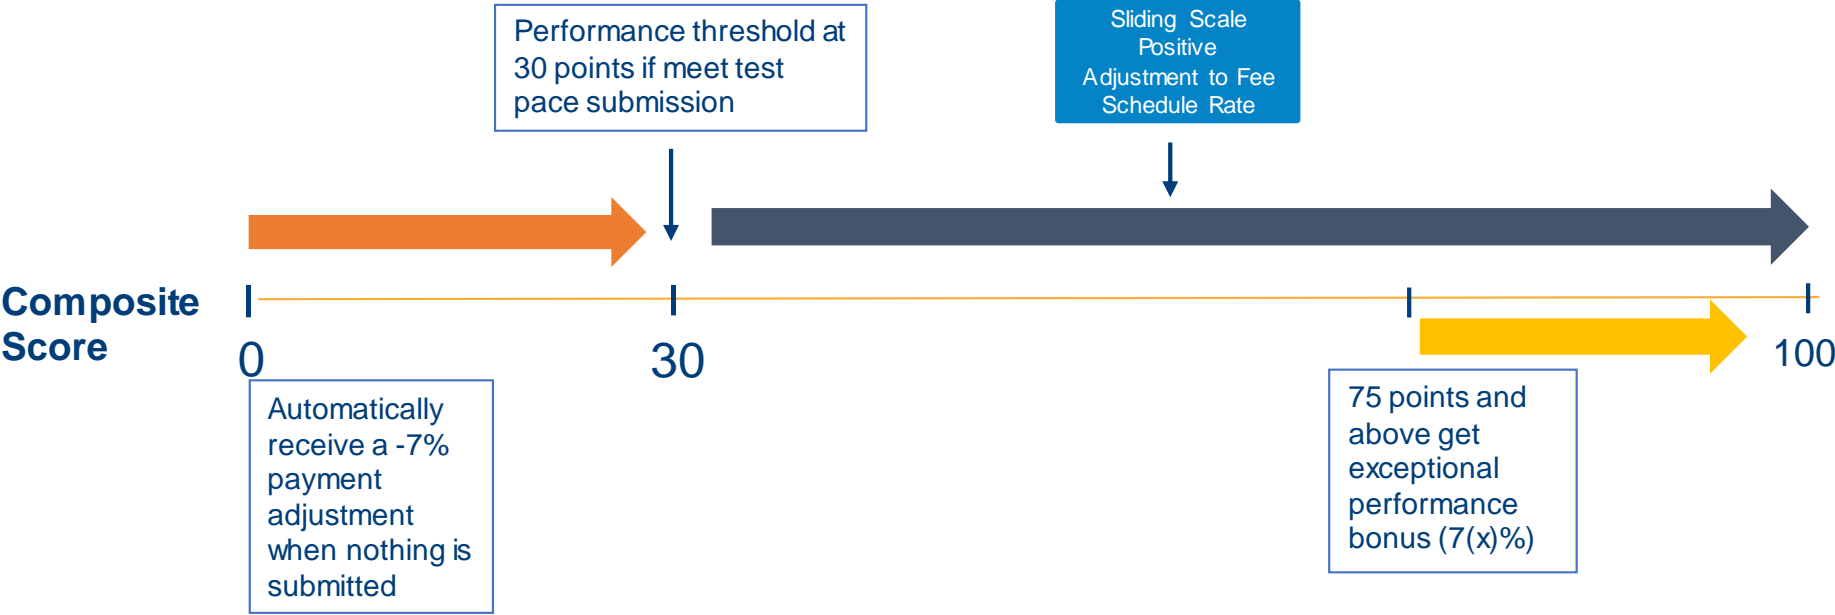 Performance threshold at
30 points if meet test
pace submission
Sliding Scale
Positive
Adjustment to Fee
Schedule Rate
Composite
Score
0
30
100
Automatically
receive a -7%
payment
adjustment
when nothing is
submitted
75 points and
above get
exceptional
performance
bonus (7(x)%)